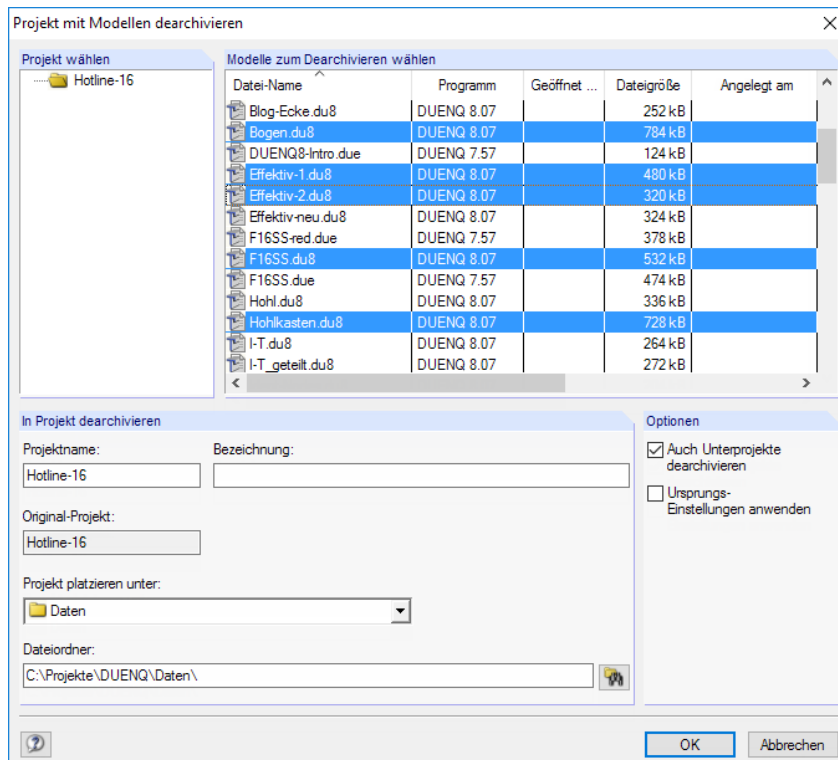 Projekt mit Modellen dearchivieren
Projekt wählen
Hotline-16
Modelle zum Dearchivieren wählen
Datei-Name Programm Geöffnet ... Dateigröße Angelegt am
Blog-Ecke.du8 DUENQ 8.07 252 kB
Bogen.du8 DUENQ 8.07 784 kB
DUENQ8-Intro.due DUENQ 7.57 124 kB
Effektiv-1.du8 DUENQ 8.07 480 kB
Effektiv-2.du8 DUENQ 8.07 320 kB
Effektiv-neu.du8 DUENQ 8.07 324 kB
F16SS-red.due DUENQ 7.57 378 kB
F16SS.du8 DUENQ 8.07 532 kB
F16SS.due DUENQ 7.57 474 kB
Hohl.du8 DUENQ 8.07 336 kB
Hohlkasten.du8 DUENQ 8.07 728 kB
I-T.du8 DUENQ 8.07 264 kB
I-T_geteilt.du8 DUENQ 8.07 272 kB
In Projekt dearchivieren
Projektname: Bezeichnung:
Hotline-16
Original-Projekt:
Hotline-16
Projekt platzieren unter:
Daten
Dateiordner:
C:\Projekte\DUENQ\Daten\
Optionen
Auch Unterprojekte
dearchivieren
Ursprungs-
Einstellungen anwenden
OK Abbrechen